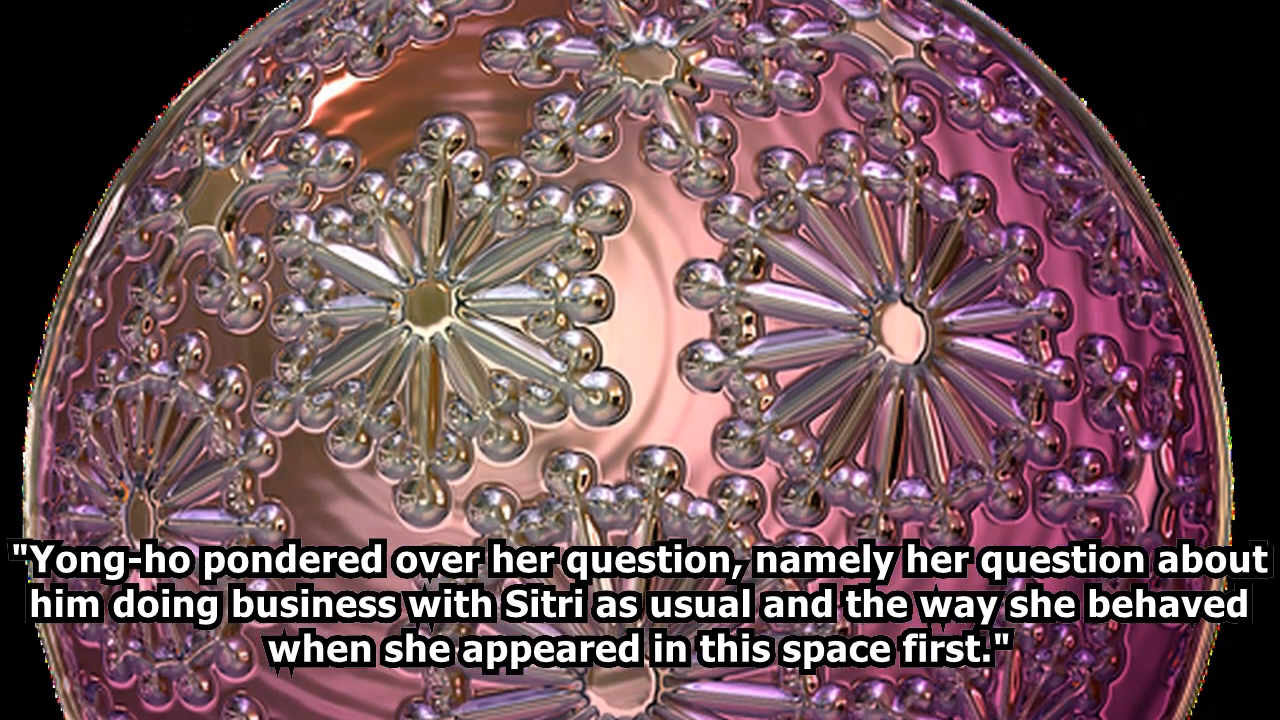 "Yong-ho pondered over her question, namely her question about
him doing business with Sitri as usual and the way she behaved
when she appeared in this space first."